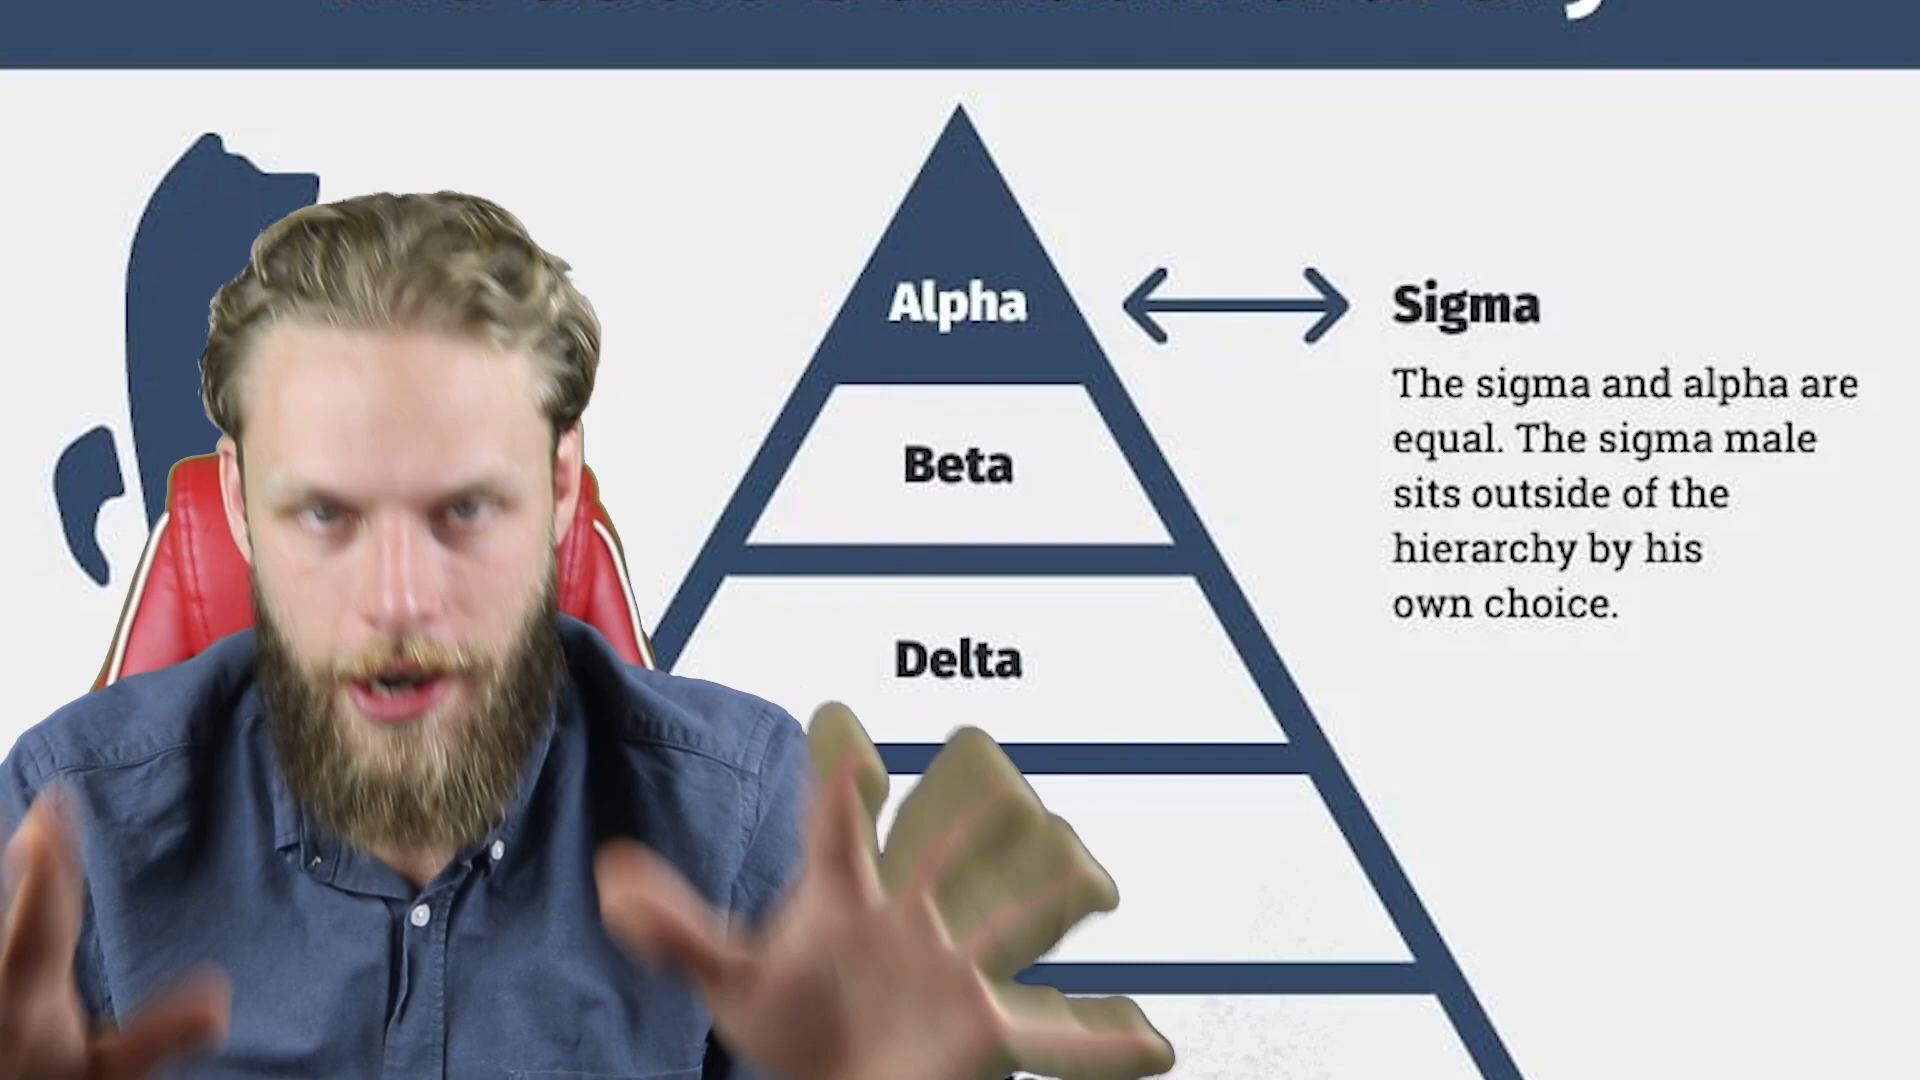 Alpha
Sigma
The sigma and alpha are
equal. The sigma male
sits outside of the
hierarchy by his
own choice.
Beta
Delta